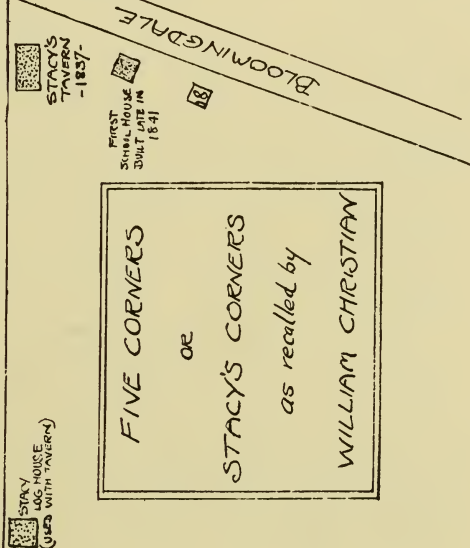 BLOOMINGDALE
STACY'S
TAVERN
-1837-
FIRST
SCHOOL HOUSE
BUILT LATE IN
1841
FIVE CORNERS
OR
STACY'S CORNERS
as recalled by
WILLIAM CHRISTIAN
STACY
LOG HOUSE
(USED WITH TAVERN)